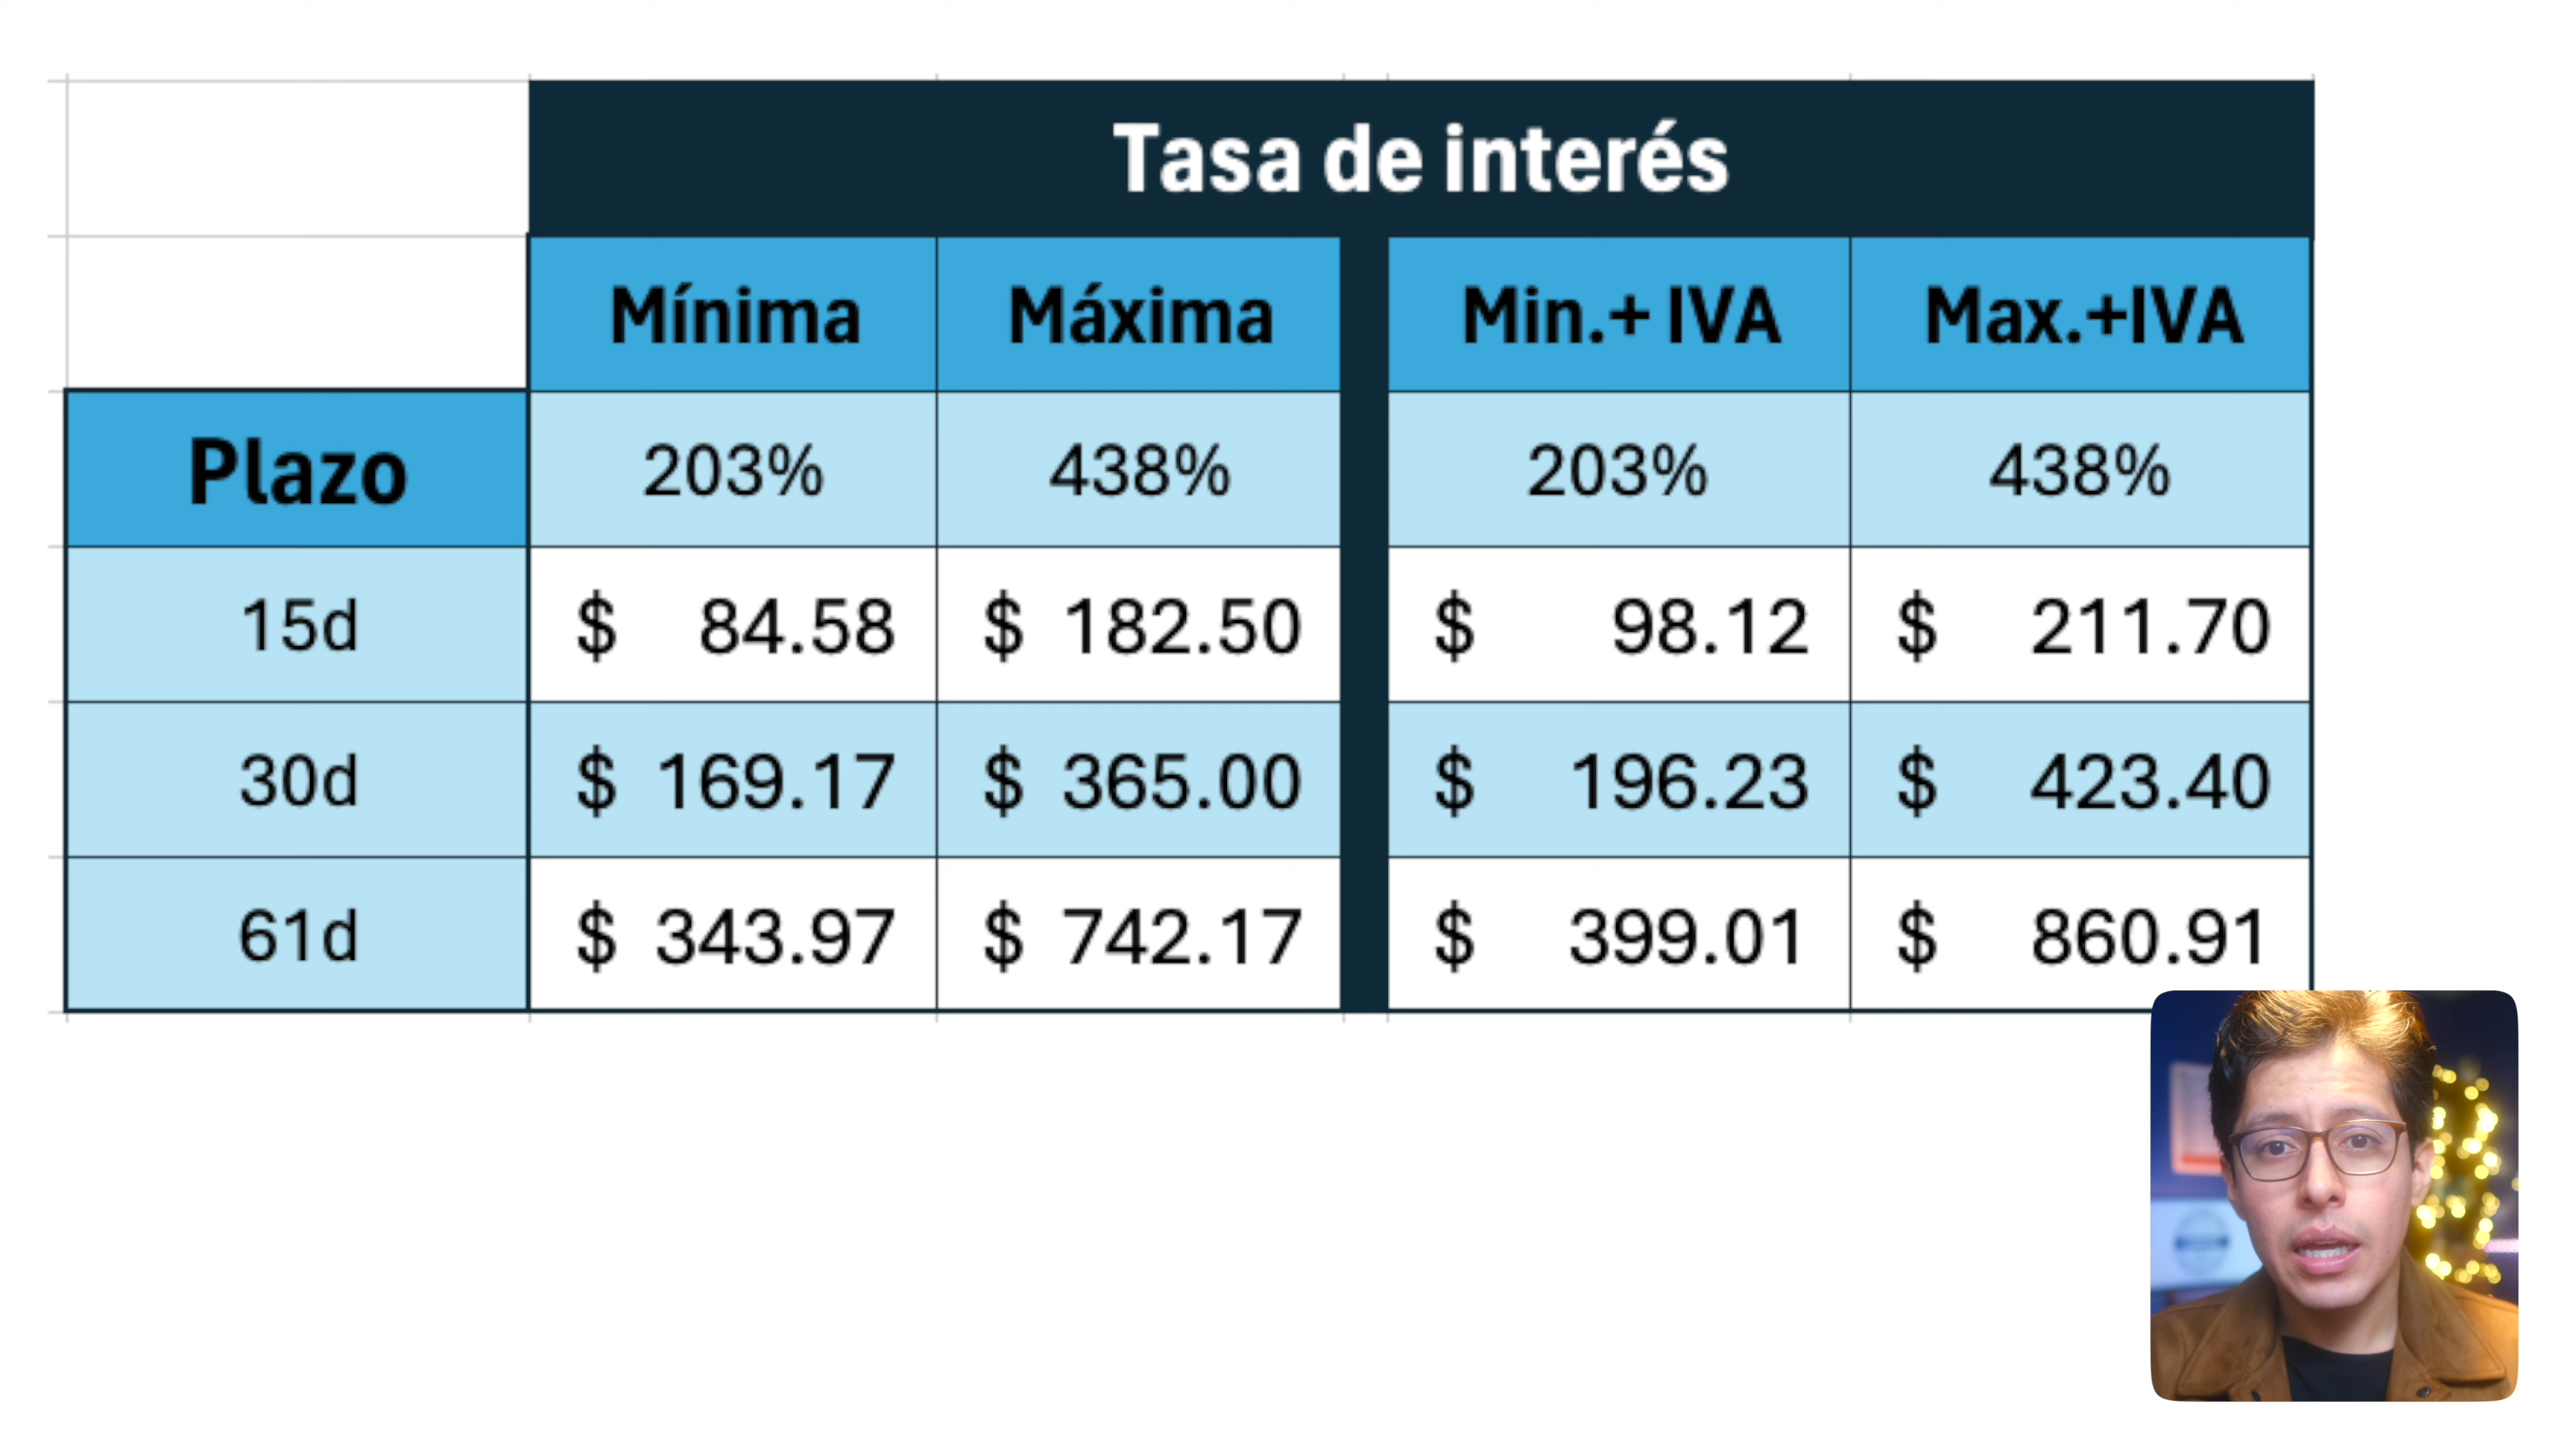 Tasa de interés
Mínima Máxima Min.+ IVA Max.+IVA
Plazo 203% 438% 203% 438%
15d $ 84.58 $ 182.50 $ 98.12 $ 211.70
30d $ 169.17 $ 365.00 $ 196.23 $ 423.40
61d $ 343.97 $ 742.17 $ 399.01 $ 860.91